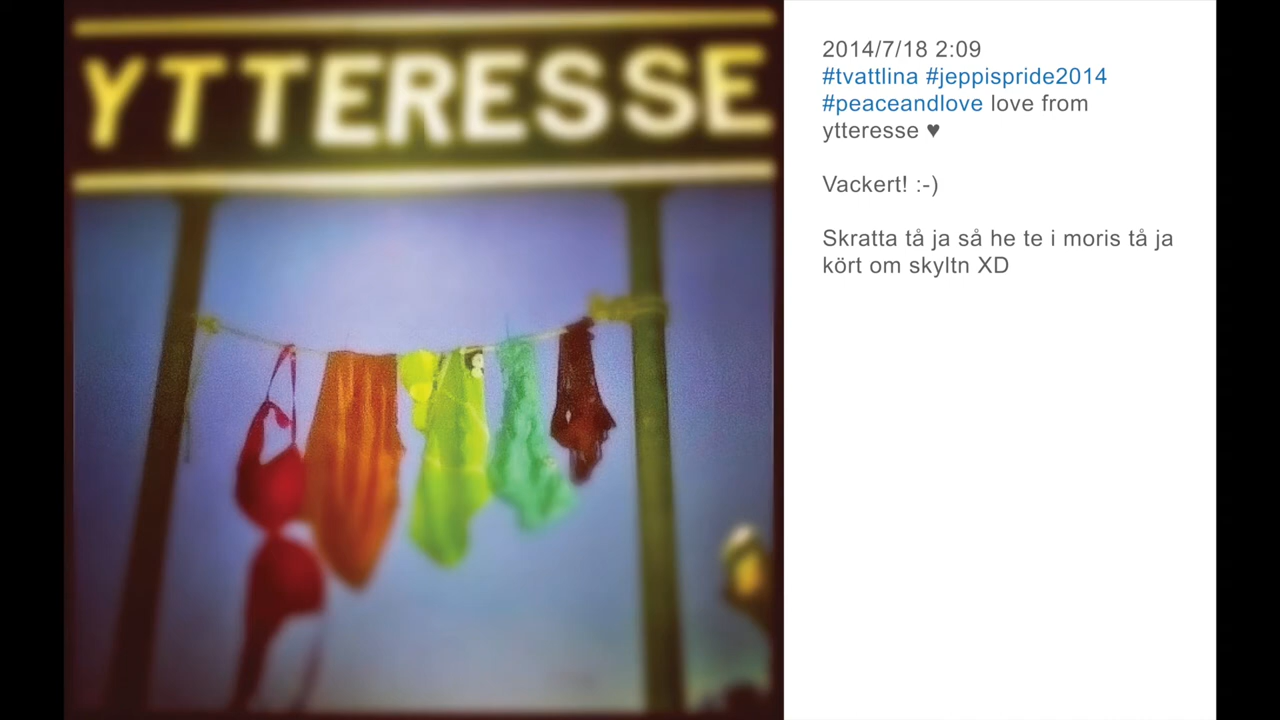 YTTERESSE
2014/7/18 2:09
#tvattlina #jeppispride2014
#peaceandlove love from
ytteresse ♥
Vackert! :-)
Skratta tå ja så he te i moris tå ja
kört om skyltn XD